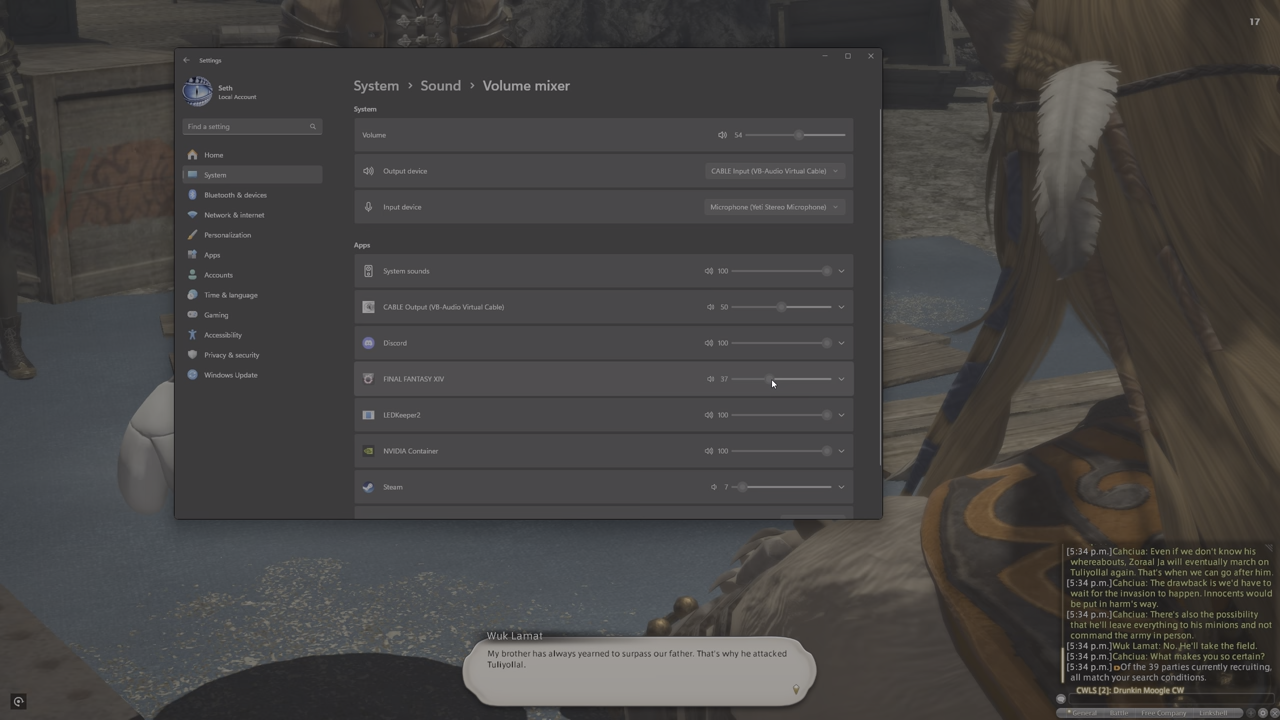 17
Settings
Seth
Local Account
Find a setting
Home
System
Bluetooth & devices
Network & internet
Personalization
Apps
Accounts
Time & language
Gaming
Accessibility
Privacy & security
Windows Update
System > Sound > Volume mixer
System
Volume 54
Output device CABLE Input (VB-Audio Virtual Cable)
Input device Microphone (Yeti Stereo Microphone)
Apps
System sounds 100
CABLE Output (VB-Audio Virtual Cable) 50
Discord 100
FINAL FANTASY XIV 37
LEDKeeper2 100
NVIDIA Container 100
Steam 7
Wuk Lamat
My brother has always yearned to surpass our father. That's why he attacked
Tuliyollal.
[5:34 p.m.]Cahciua: Even if we don't know his
whereabouts, Zoraal Ja will eventually march on
Tuliyollal again. That's when we can go after him.
[5:34 p.m.]Cahciua: The drawback is we'd have to
wait for the invasion to happen. Innocents would
be put in harm's way.
[5:34 p.m.]Cahciua: There's also the possibility
that he'll leave everything to his minions and not
command the army in person.
[5:34 p.m.]Wuk Lamat: No. He'll take the field.
[5:34 p.m.]Cahciua: What makes you so certain?
[5:34 p.m.]Of the 39 parties currently recruiting,
all match your search conditions.
CWLS [2]: Drunkin Moogle CW
General Battle Free Company Linkshell